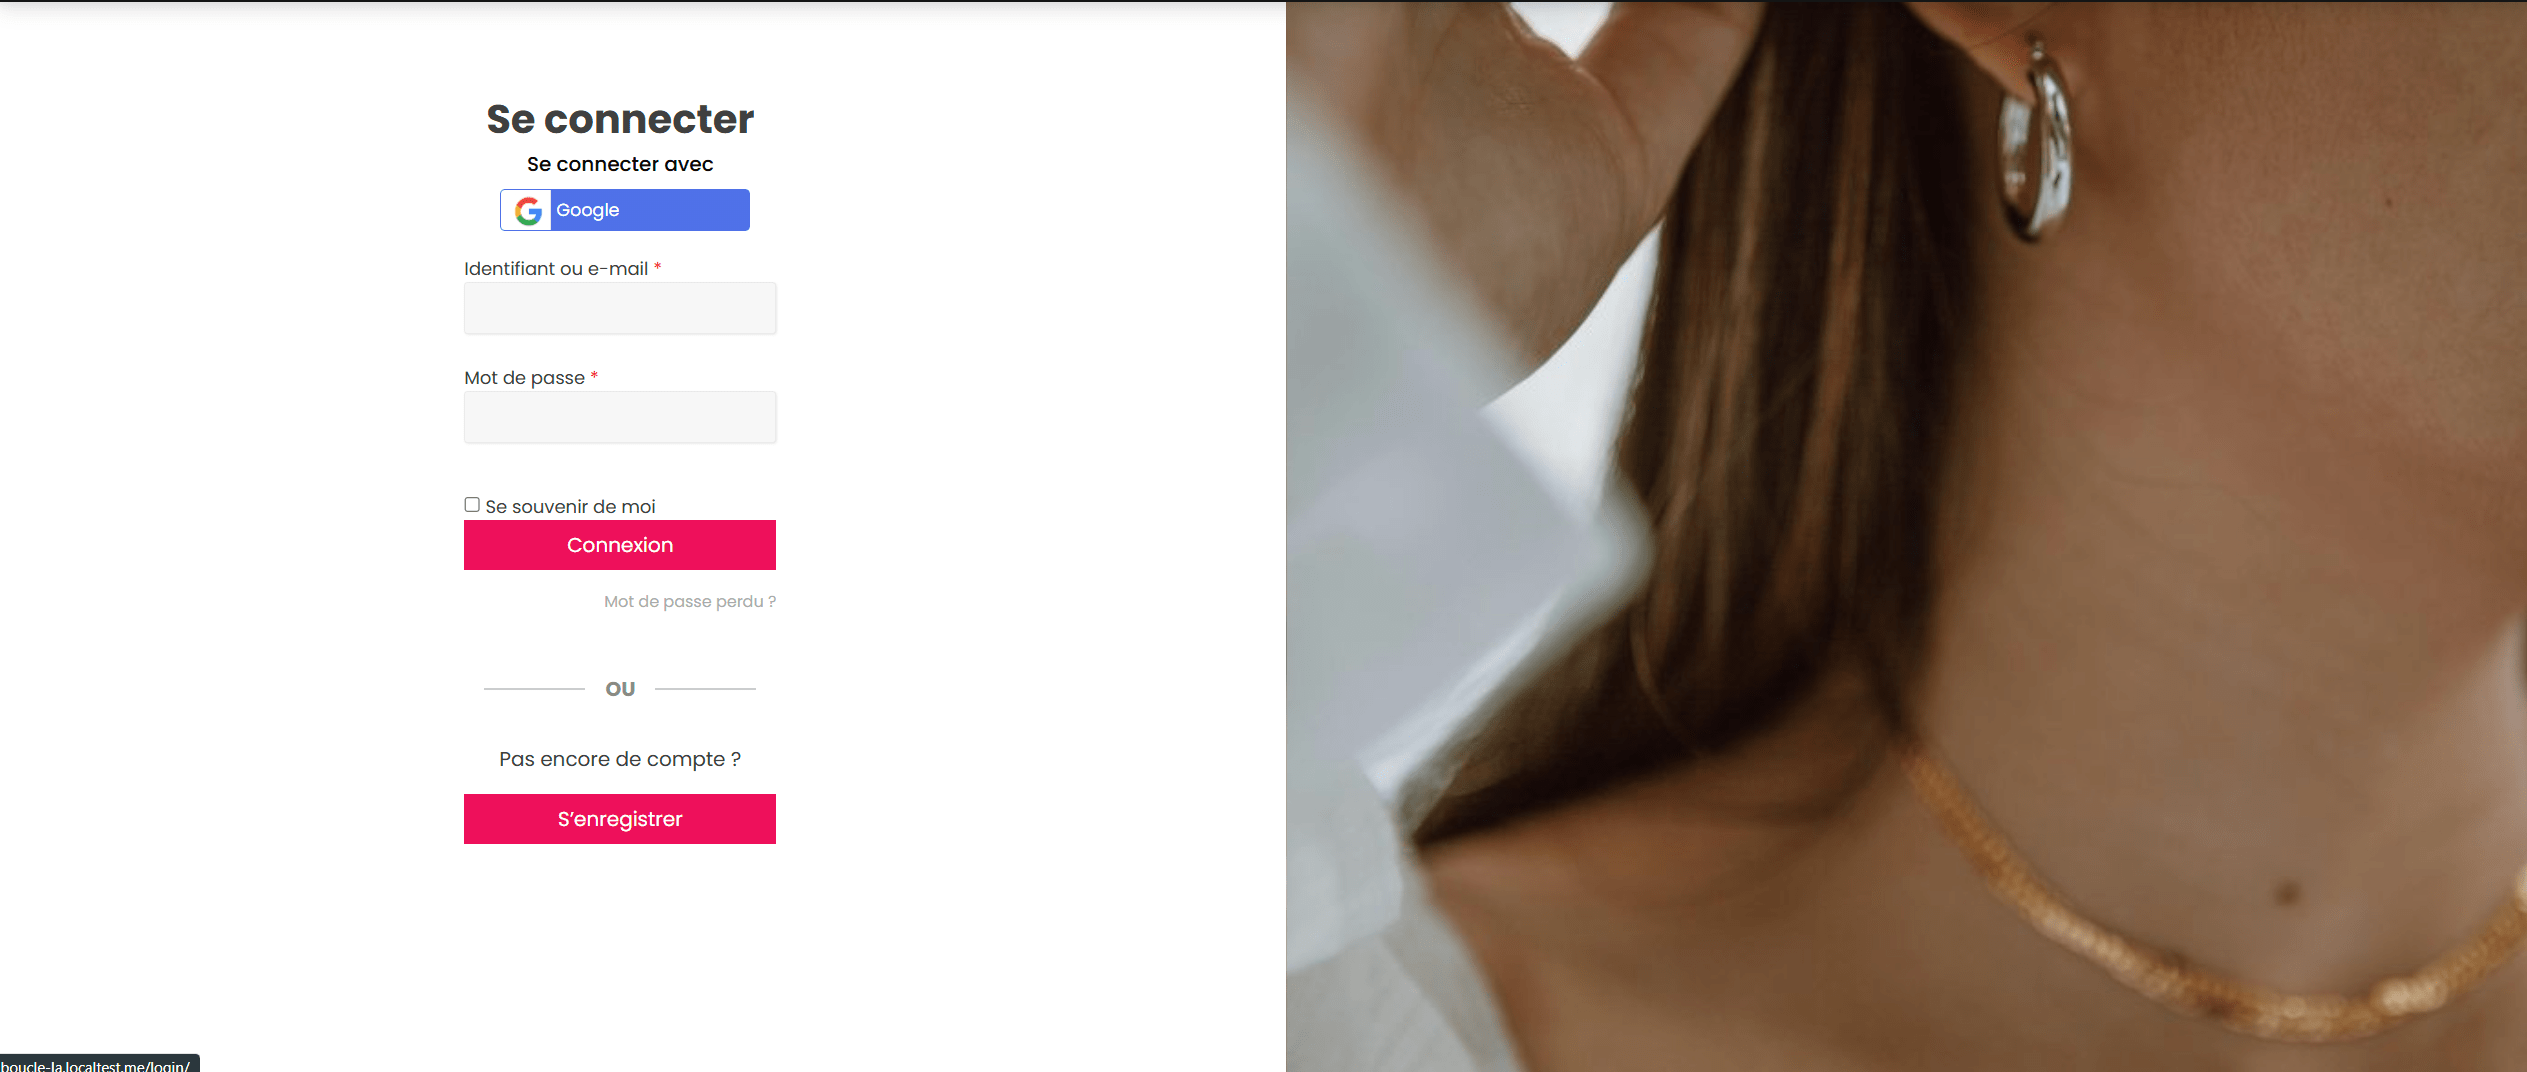 Se connecter
Se connecter avec
Google
Identifiant ou e-mail *
Mot de passe *
Se souvenir de moi
Connexion
Mot de passe perdu ?
OU
Pas encore de compte ?
S’enregistrer
boucle-la.localtest.me/login/